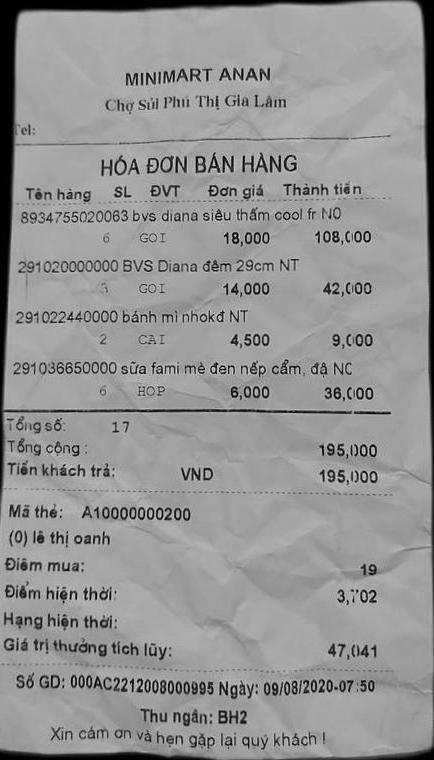 MINIMART ANAN
Chợ Sủi Phú Thị Gia Lâm
Tel:
HÓA ĐƠN BÁN HÀNG
Tên hàng SL ĐVT Đơn giá Thành tiền
8934755020063 bvs diana siêu thấm cool fr NO
6 GOI 18,000 108,000
291020000000 BVS Diana đêm 29cm NT
3 GOI 14,000 42,000
291022440000 bánh mì nhokđ NT
2 CAI 4,500 9,000
291036650000 sữa fami mè đen nếp cẩm, đậ NC
6 HOP 6,000 36,000
Tổng số: 17
Tổng cộng : 195,000
Tiền khách trả: VND 195,000
Mã thẻ: A10000000200
(0) lê thị oanh
Điểm mua: 19
Điểm hiện thời: 3,702
Hạng hiện thời:
Giá trị thưởng tích lũy: 47,041
Số GD: 000AC2212008000995 Ngày: 09/08/2020-07:50
Thu ngân: BH2
Xin cám ơn và hẹn gặp lại quý khách !